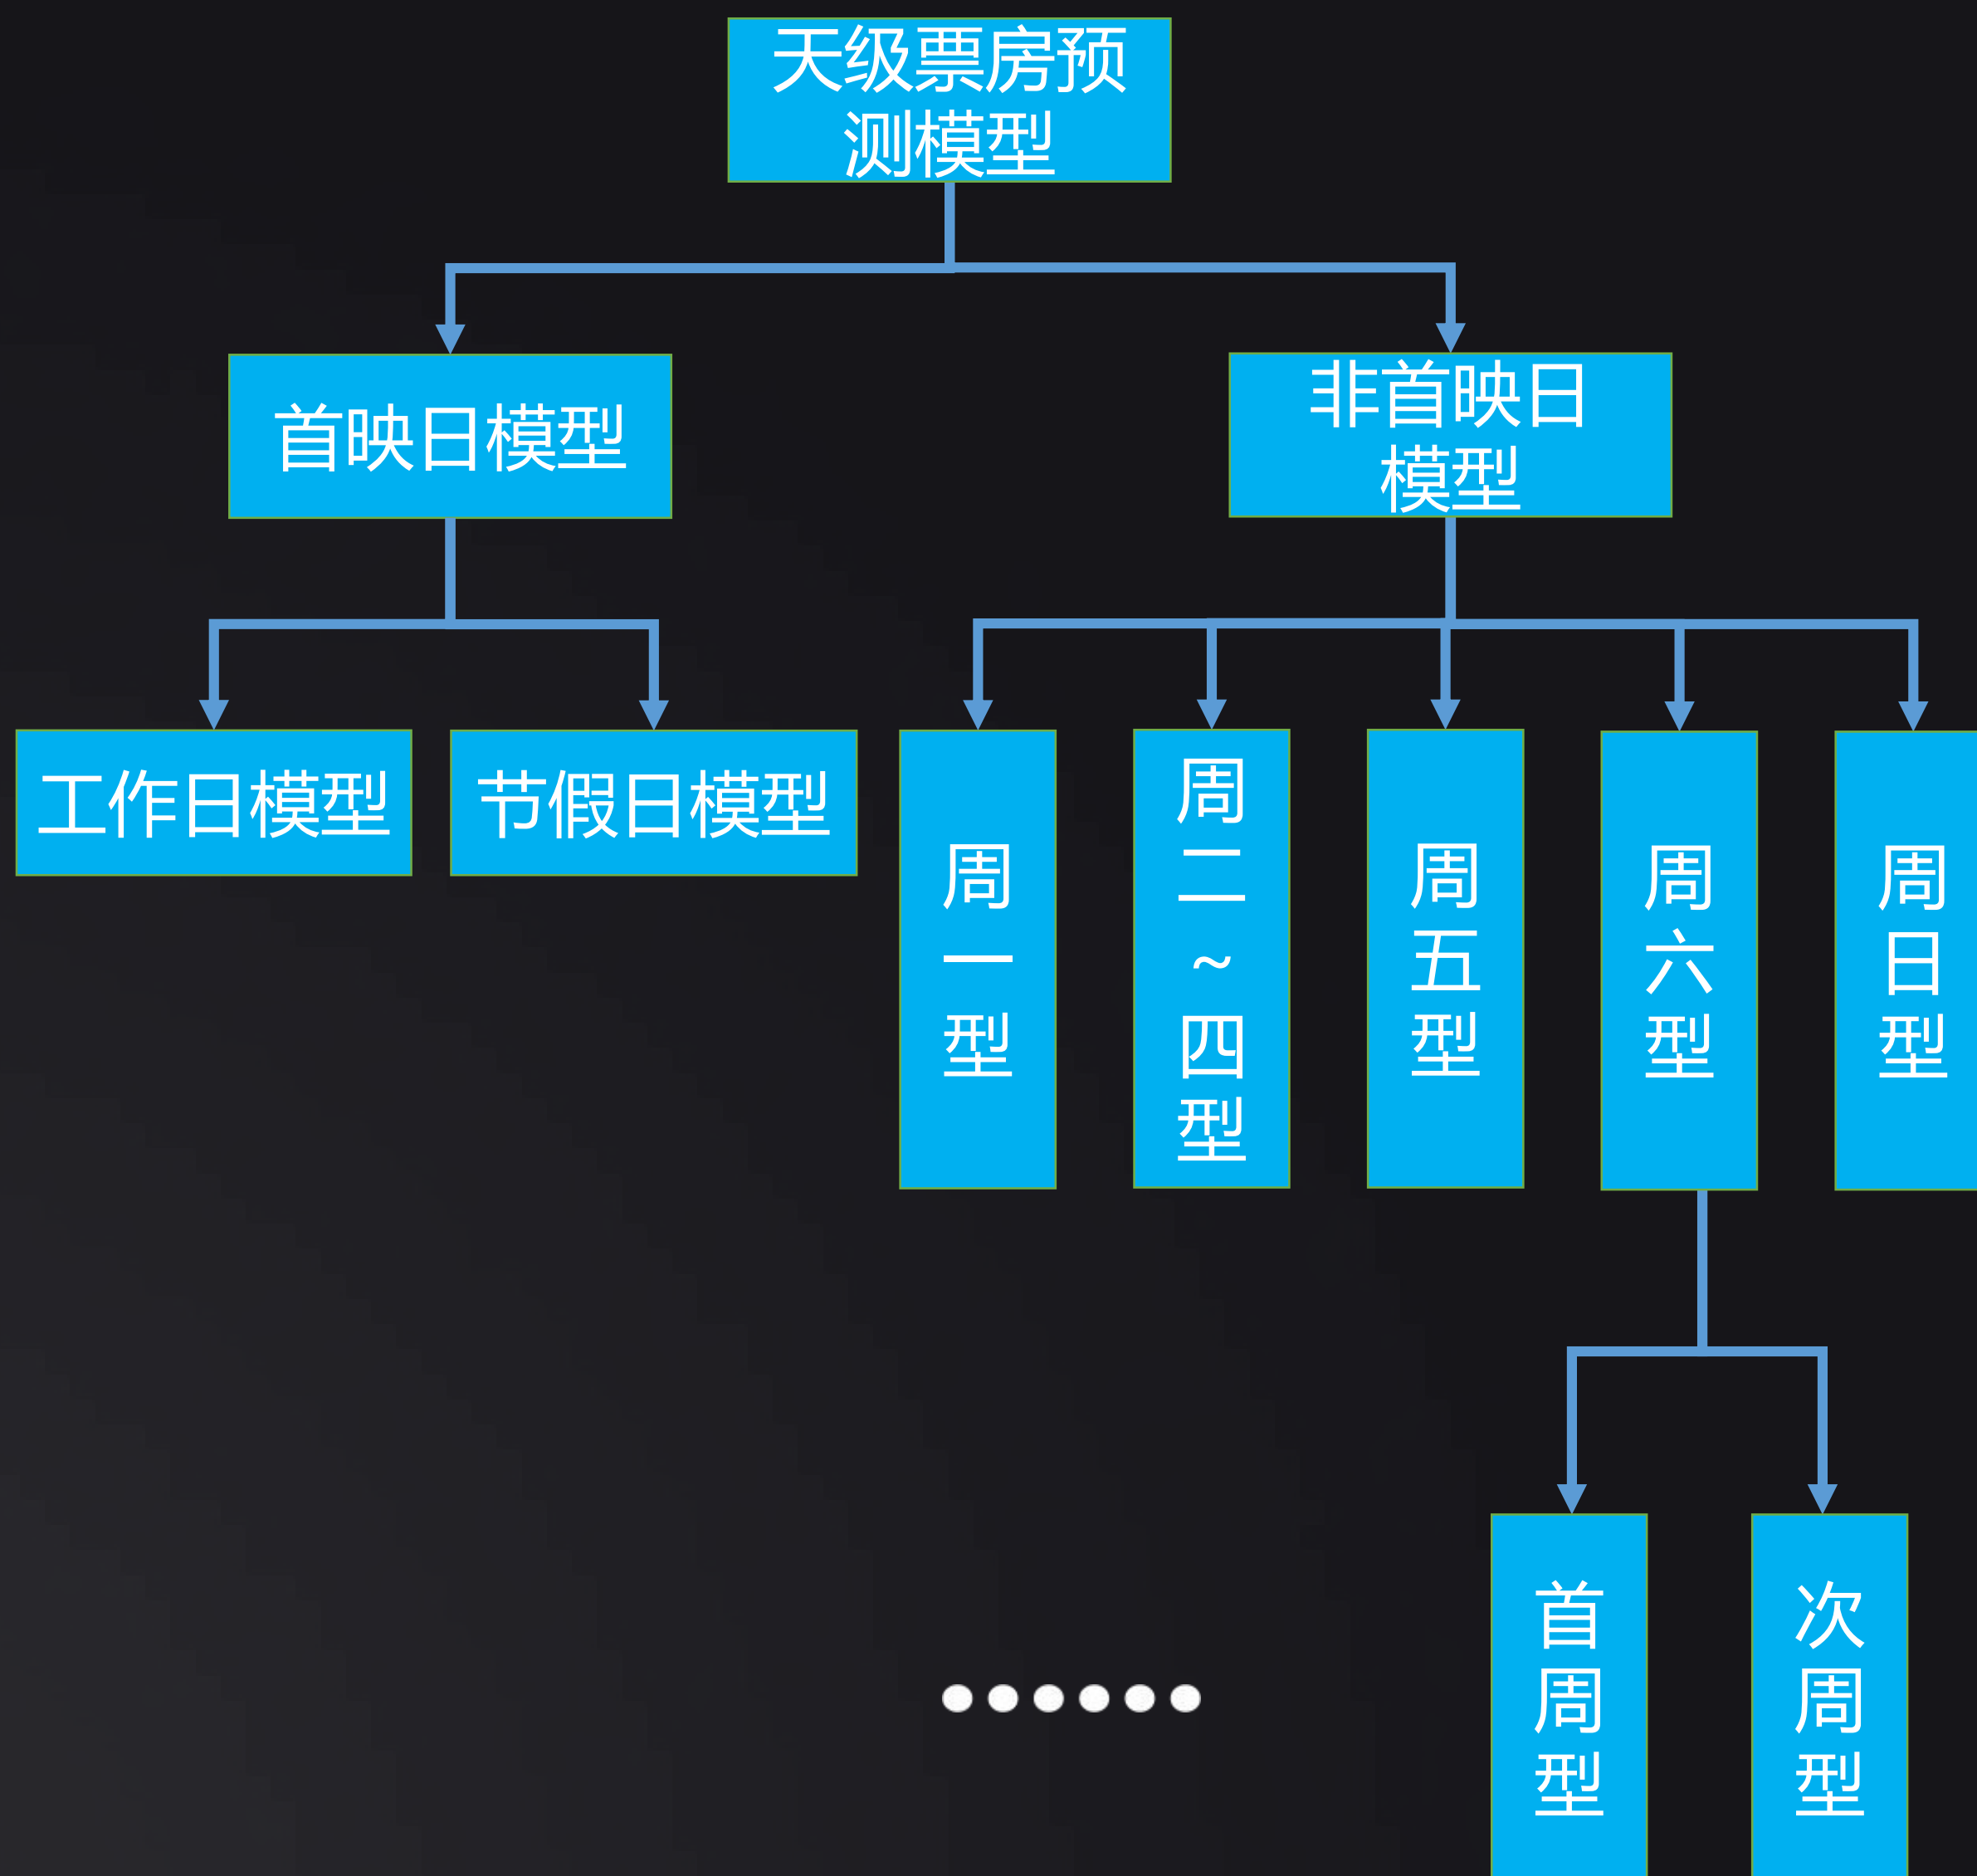 天级票房预
测模型
首映日模型
非首映日
模型
工作日模型
节假日模型
周
一
型
周
二
~
四
型
周
五
型
周
六
型
周
日
型
首
周
型
次
周
型